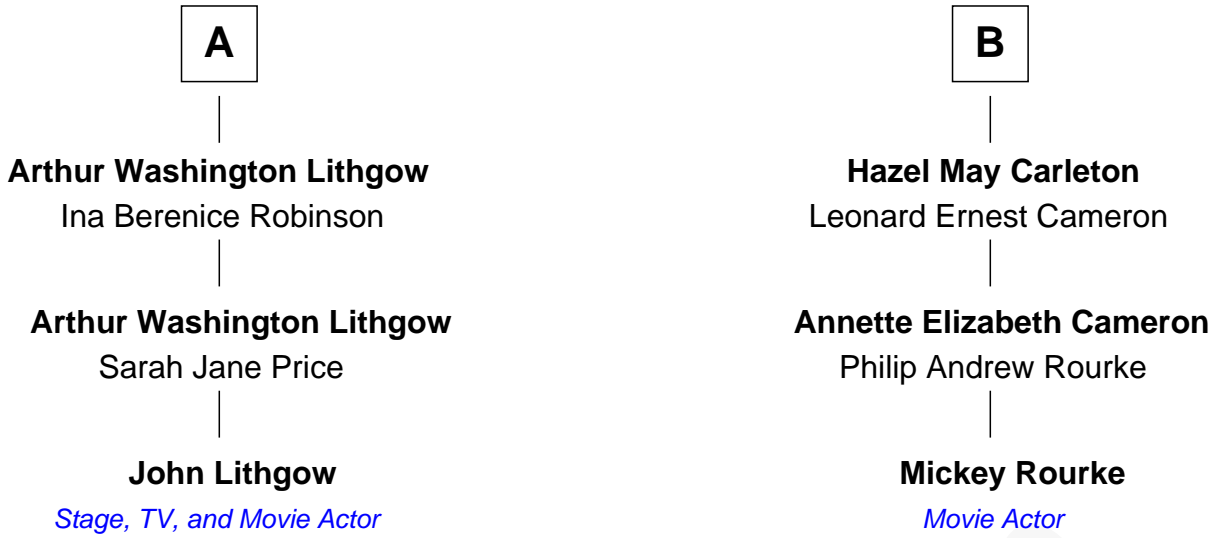 A
B
Arthur Washington Lithgow
Hazel May Carleton
Ina Berenice Robinson
Leonard Ernest Cameron
Arthur Washington Lithgow
Annette Elizabeth Cameron
Sarah Jane Price
Philip Andrew Rourke
John Lithgow
Mickey Rourke
Stage, TV, and Movie Actor
Movie Actor